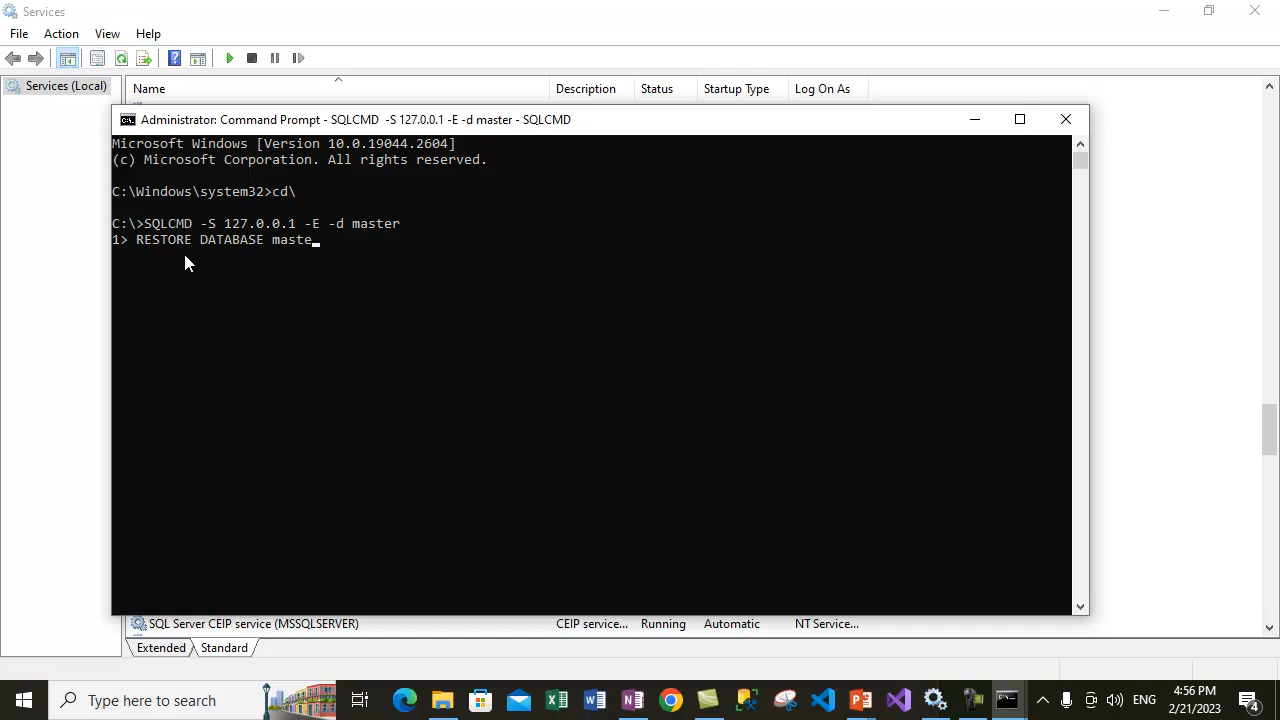 Services
File Action View Help
Services (Local)
Name Description Status Startup Type Log On As
Administrator: Command Prompt - SQLCMD  -S 127.0.0.1 -E -d master - SQLCMD
Microsoft Windows [Version 10.0.19044.2604]
(c) Microsoft Corporation. All rights reserved.
C:\Windows\system32>cd\
C:\>SQLCMD -S 127.0.0.1 -E -d master
1> RESTORE DATABASE maste
SQL Server CEIP service (MSSQLSERVER) CEIP service... Running Automatic NT Service...
Extended Standard
Type here to search
ENG
4:56 PM
2/21/2023
4